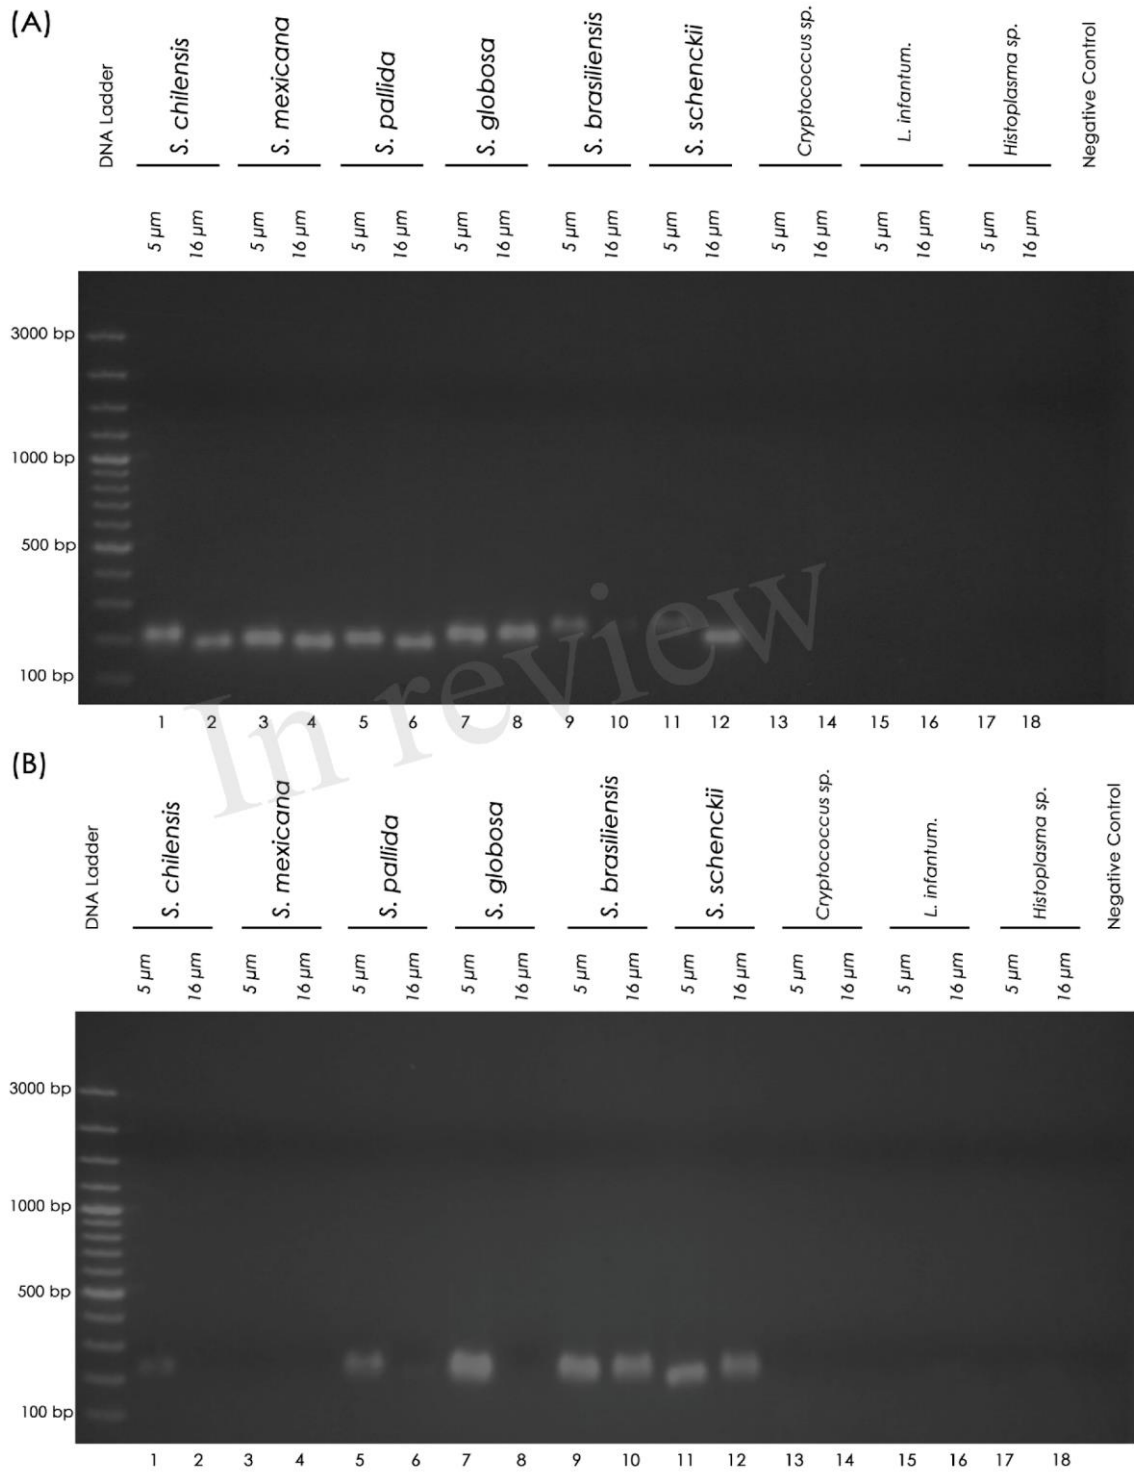 (A)
DNA Ladder
S. chilensis
S. mexicana
S. pallida
S. globosa
S. brasiliensis
S. schenckii
Cryptococcus sp.
L. infantum.
Histoplasma sp.
Negative Control
5 μm 16 μm 5 μm 16 μm 5 μm 16 μm 5 μm 16 μm 5 μm 16 μm 5 μm 16 μm 5 μm 16 μm 5 μm 16 μm 5 μm 16 μm
3000 bp
1000 bp
500 bp
100 bp
1 2 3 4 5 6 7 8 9 10 11 12 13 14 15 16 17 18
In review
(B)
DNA Ladder
S. chilensis
S. mexicana
S. pallida
S. globosa
S. brasiliensis
S. schenckii
Cryptococcus sp.
L. infantum.
Histoplasma sp.
Negative Control
5 μm 16 μm 5 μm 16 μm 5 μm 16 μm 5 μm 16 μm 5 μm 16 μm 5 μm 16 μm 5 μm 16 μm 5 μm 16 μm 5 μm 16 μm
3000 bp
1000 bp
500 bp
100 bp
1 2 3 4 5 6 7 8 9 10 11 12 13 14 15 16 17 18